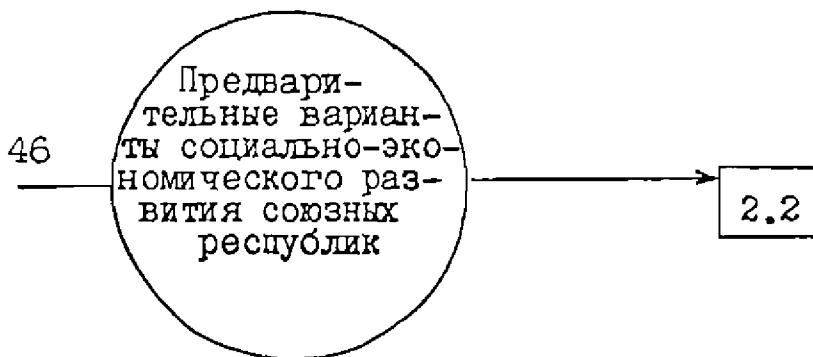 Предвари-
тельные вариан-
46
ты социально-эко-
номического раз-
вития союзных
2.2
республик